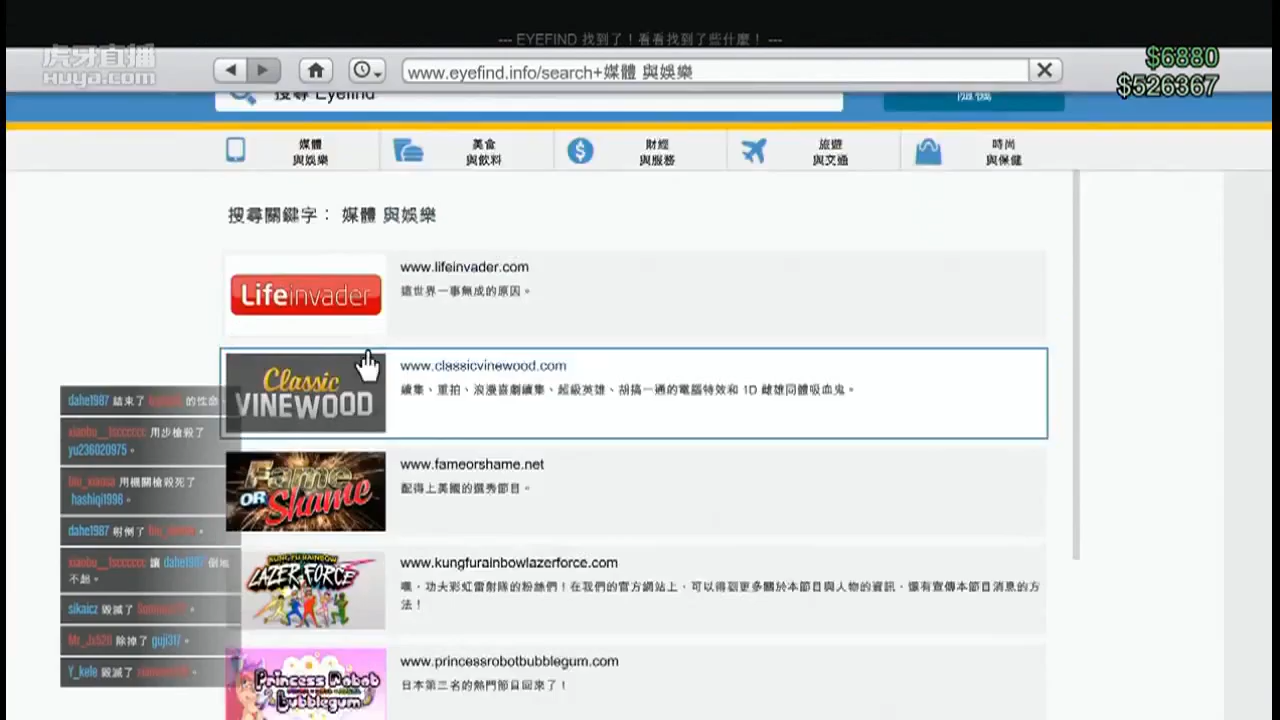 --- EYEFIND 找到了！看看找到了些什麼！ ---
虎牙直播
Huya.com
www.eyefind.info/search+媒體 與娛樂
$6880
$526367
搜尋 Eyefind
隨機
媒體
與娛樂
美食
與飲料
財經
與服務
旅遊
與交通
時尚
與保健
搜尋關鍵字： 媒體 與娛樂
Lifeinvader
www.lifeinvader.com
這世界一事無成的原因。
Classic
VINEWOOD
www.classicvinewood.com
續集、重拍、浪漫喜劇續集、超級英雄、胡搞一通的電腦特效和 1D 雌雄同體吸血鬼。
Fame
OR Shame
www.fameorshame.net
配得上美國的選秀節目。
KUNG FU RAINBOW
LAZER FORCE
www.kungfurainbowlazerforce.com
嘿，功夫彩虹雷射隊的粉絲們！在我們的官方網站上，可以得到更多關於本節目與人物的資訊，還有宣傳本節目消息的方
法！
Princess Robot
Bubblegum
www.princessrobotbubblegum.com
日本第三名的熱門節目回來了！
dahe1987 結束了 的性命
用步槍殺了
yu236020975。
用機關槍殺死了
hashiqi1996。
dahe1987 射倒了
讓 dahe1987 倒地
不起。
sikaicz 毀滅了
Mr_Jx520 除掉了 guji317。
Y_kele 毀滅了